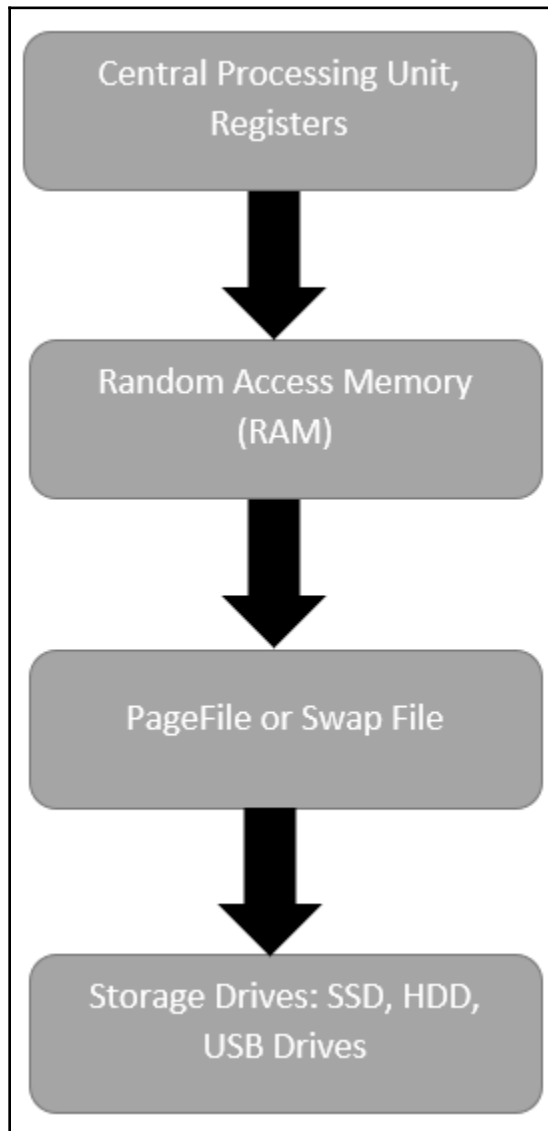 Central Processing Unit,
Registers
Random Access Memory
(RAM)
PageFile or Swap File
Storage Drives: SSD, HDD,
USB Drives